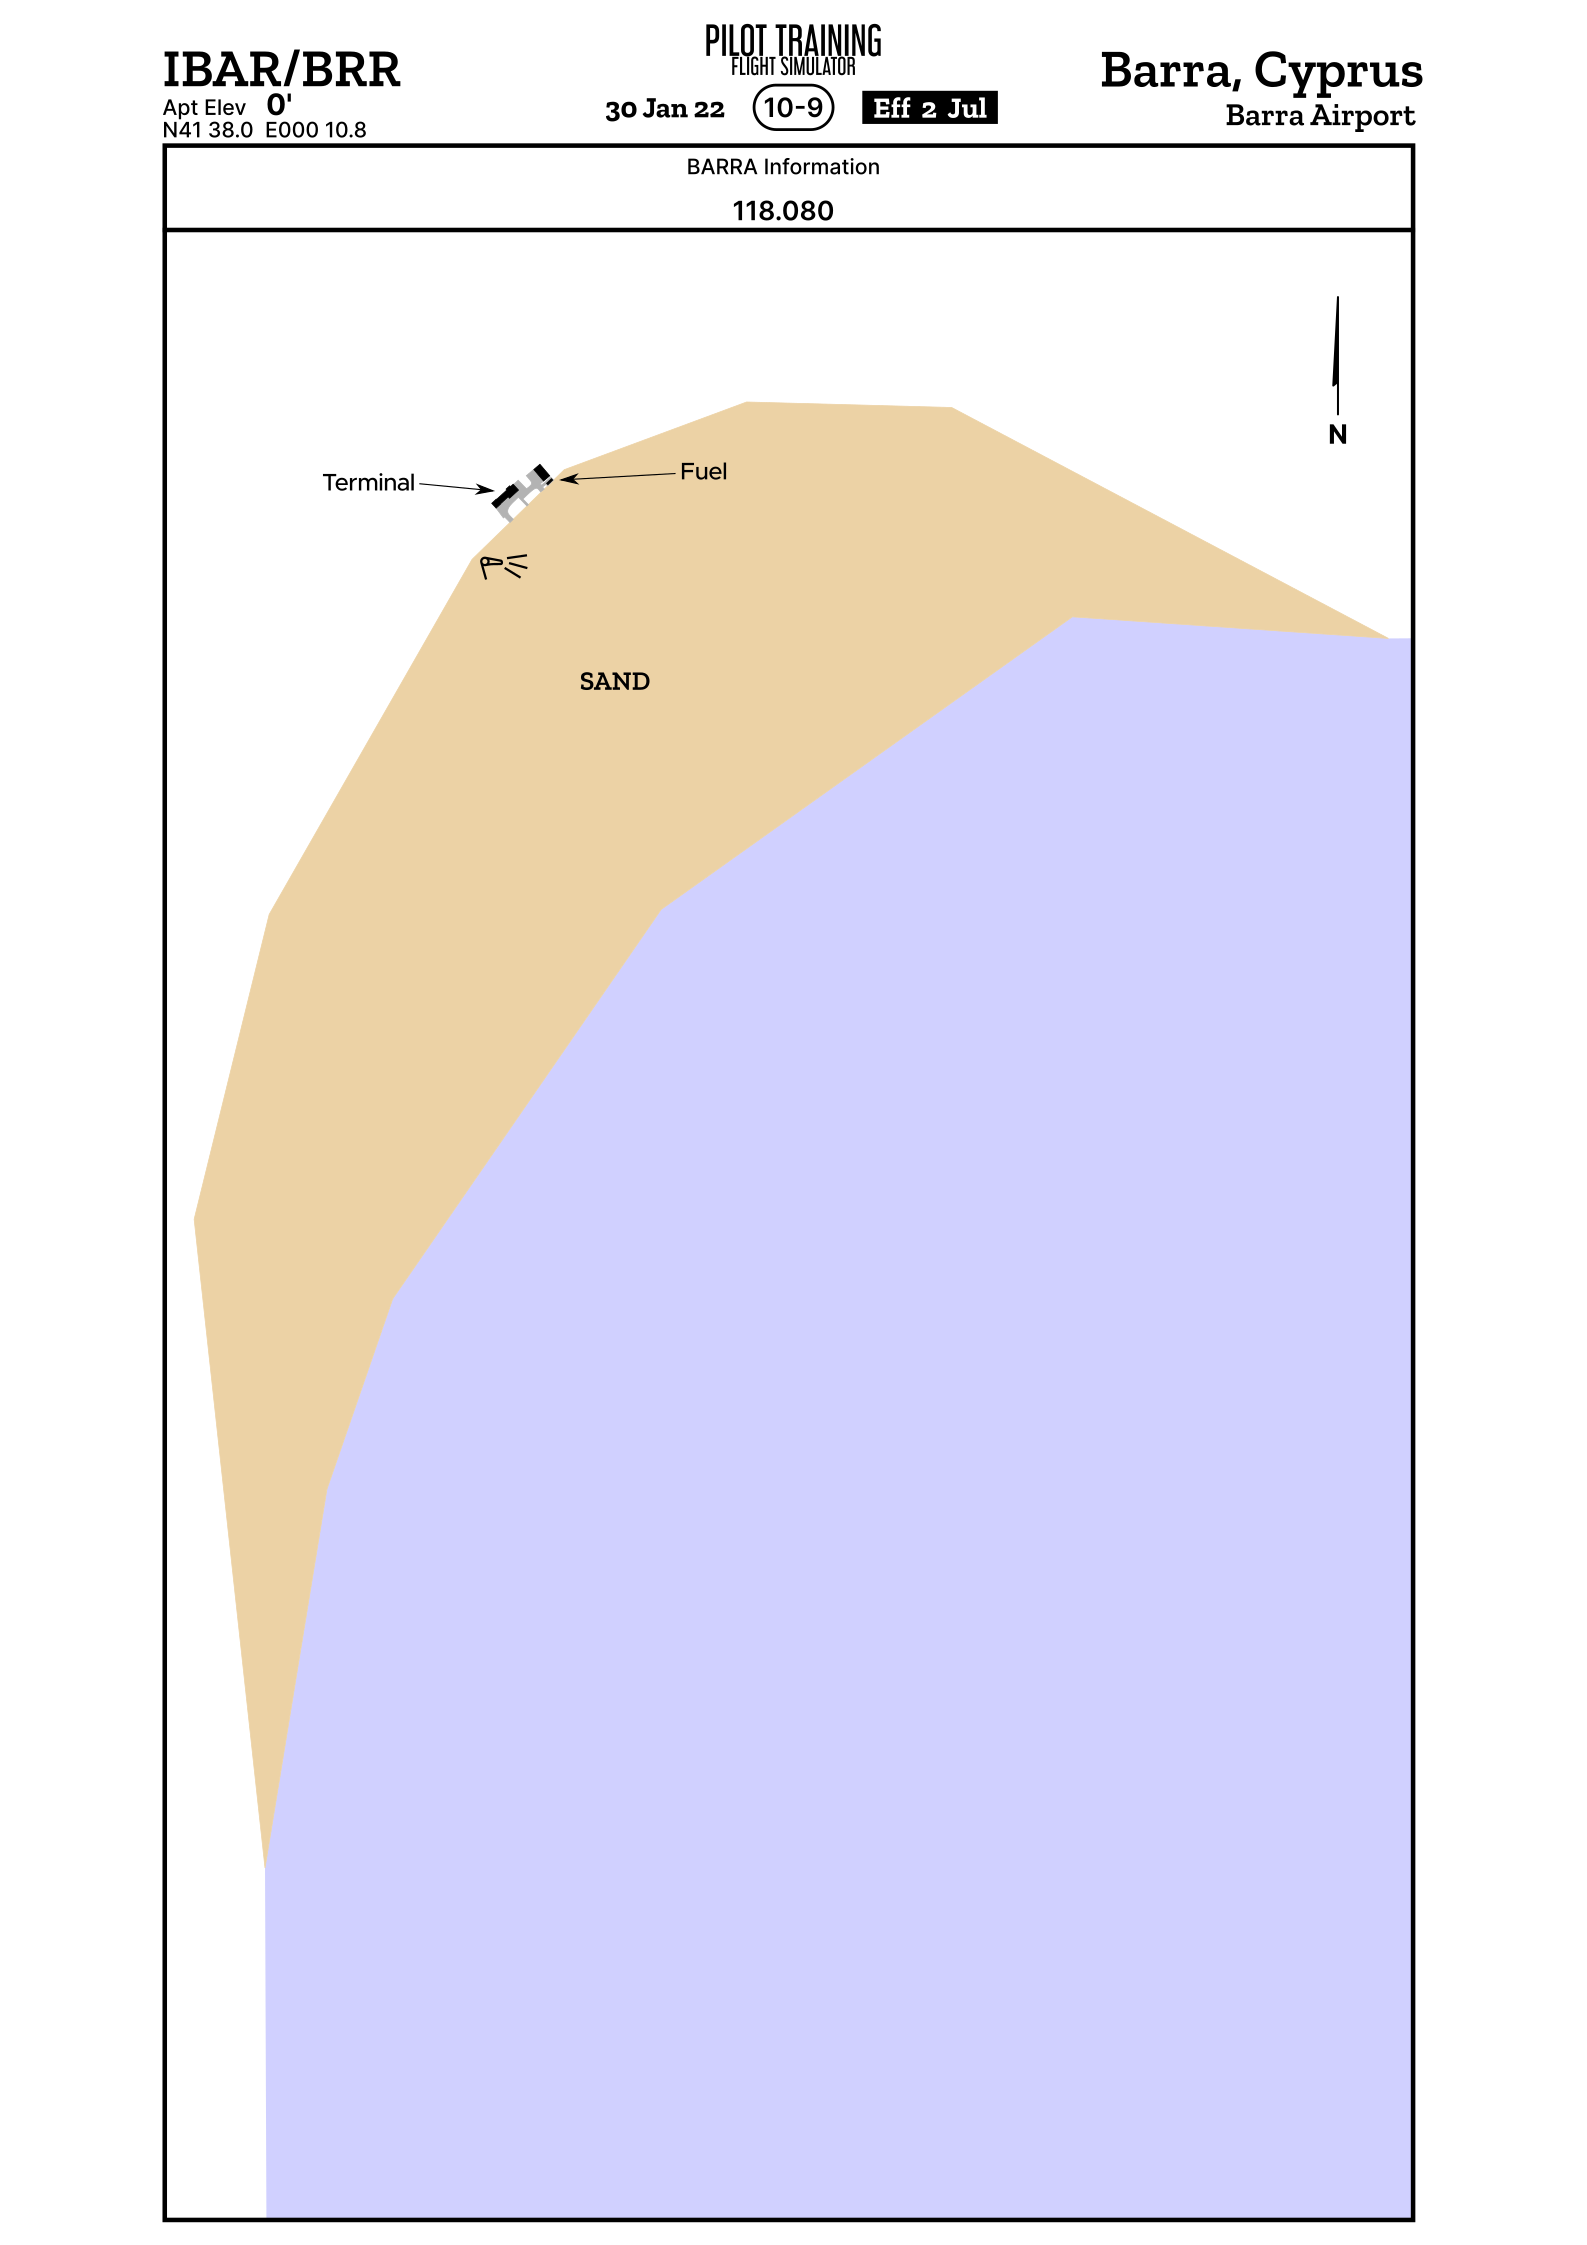 IBAR/BRR
Apt Elev 0'
N41 38.0 E000 10.8
PILOT TRAINING
FLIGHT SIMULATOR
30 Jan 22 10-9 Eff 2 Jul
Barra, Cyprus
Barra Airport
BARRA Information
118.080
N
Terminal
Fuel
SAND